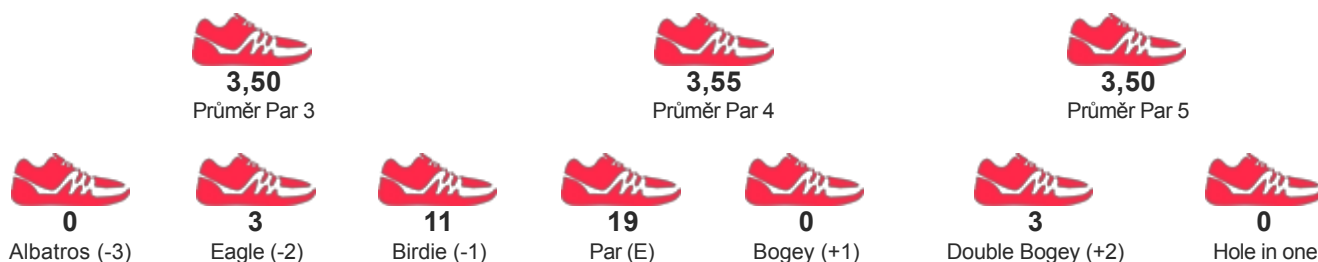 3,50 3,55 3,50
Průměr Par 3 Průměr Par 4 Průměr Par 5
0 3 11 19 0 3 0
Albatros (-3) Eagle (-2) Birdie (-1) Par (E) Bogey (+1) Double Bogey (+2) Hole in one